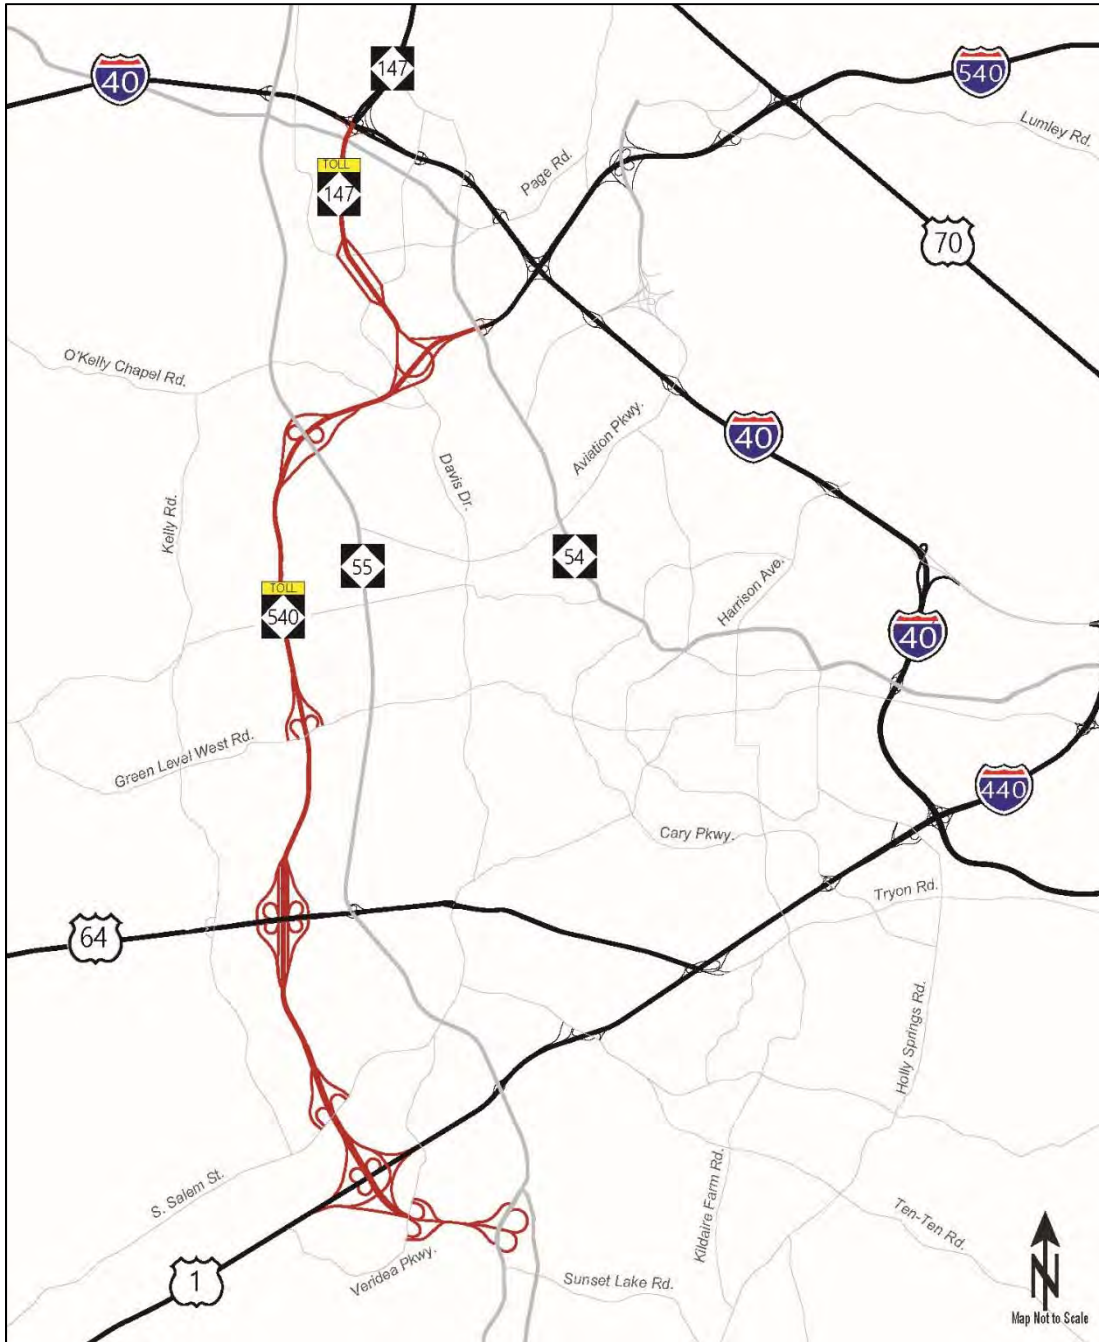 147
40
540
Lumley Rd.
TOLL
147
Page Rd.
70
O'Kelly Chapel Rd.
40
Aviation Pkwy.
Davis Dr.
Kelly Rd.
55
54
TOLL
540
Harrison Ave.
40
Green Level West Rd.
440
Cary Pkwy.
Tryon Rd.
64
Holly Springs Rd.
S. Salem St.
Kildaire Farm Rd.
Ten-Ten Rd.
Veridea Pkwy.
1
Sunset Lake Rd.
N
Map Not to Scale